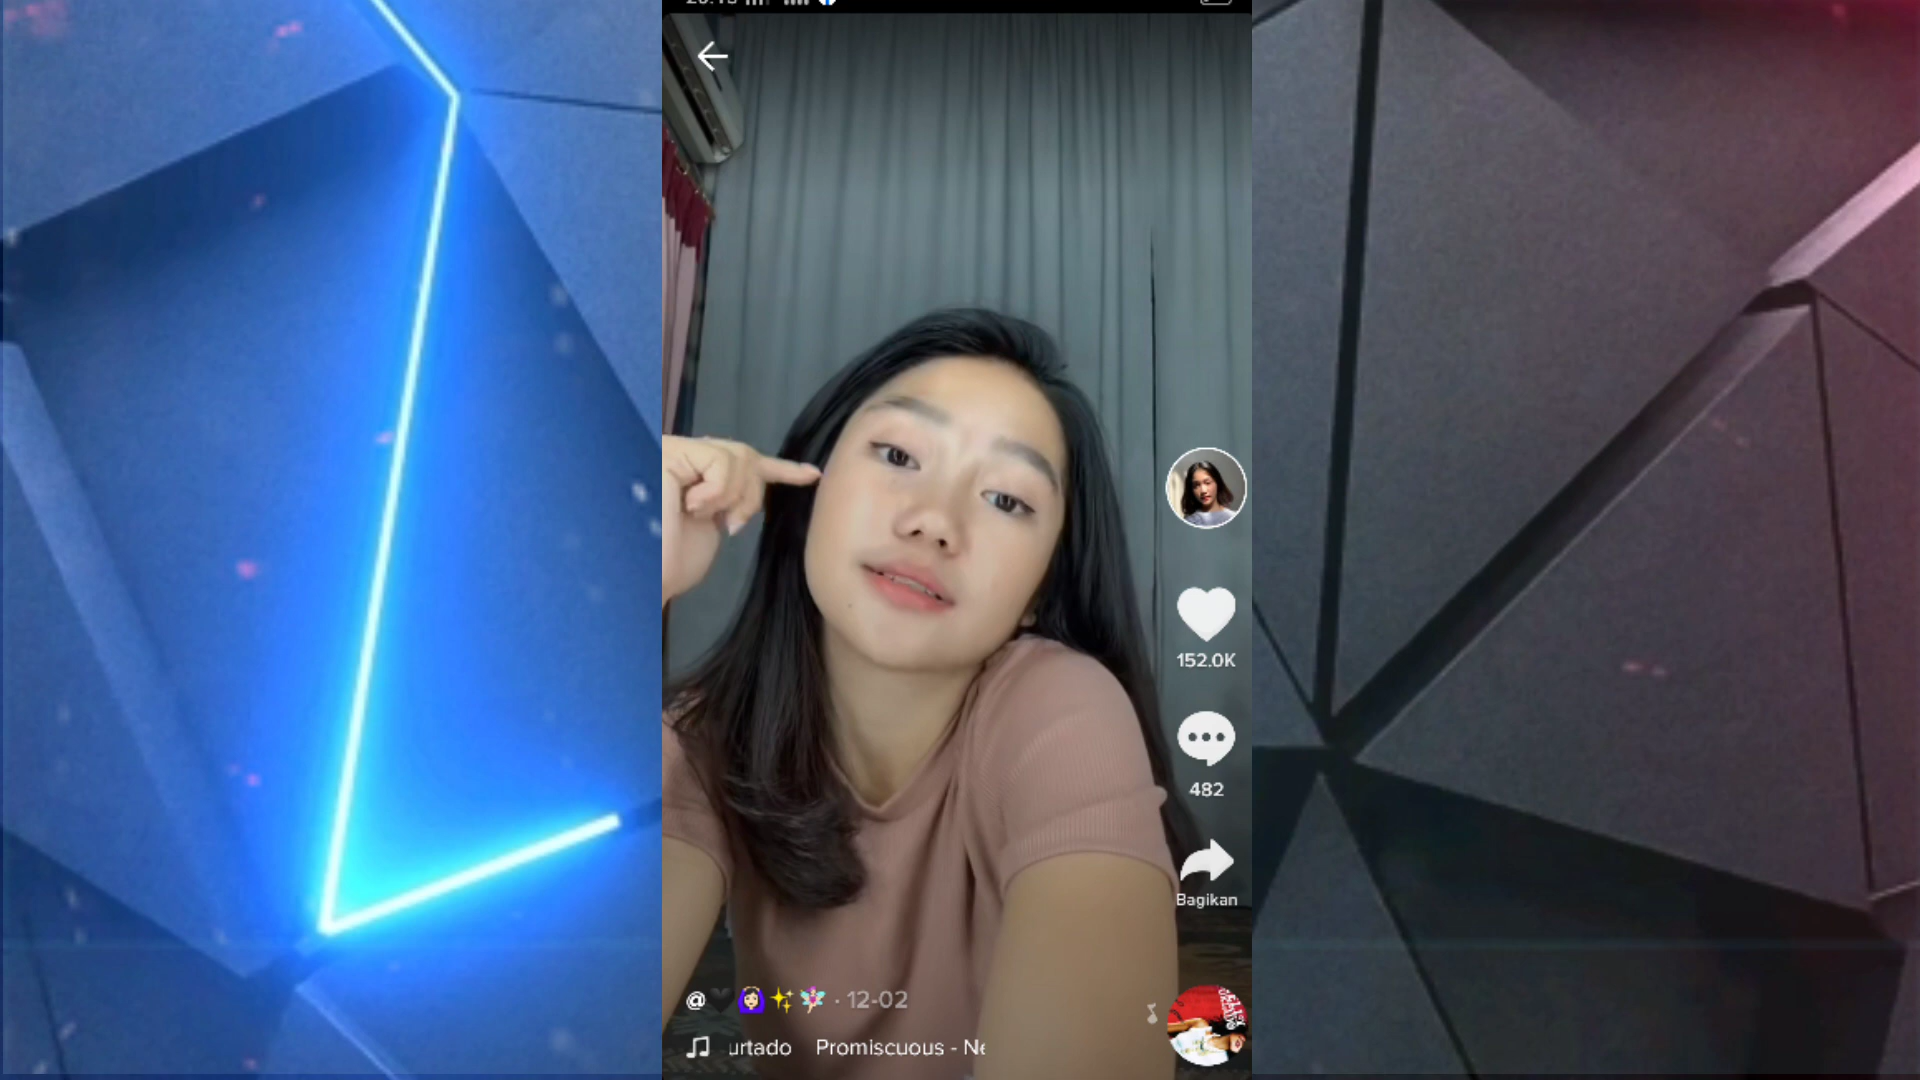 152.0K
482
Bagikan
@🖤🙆🏻‍♀️✨🧚🏻‍♀️ · 12-02
urtado Promiscuous - Ne